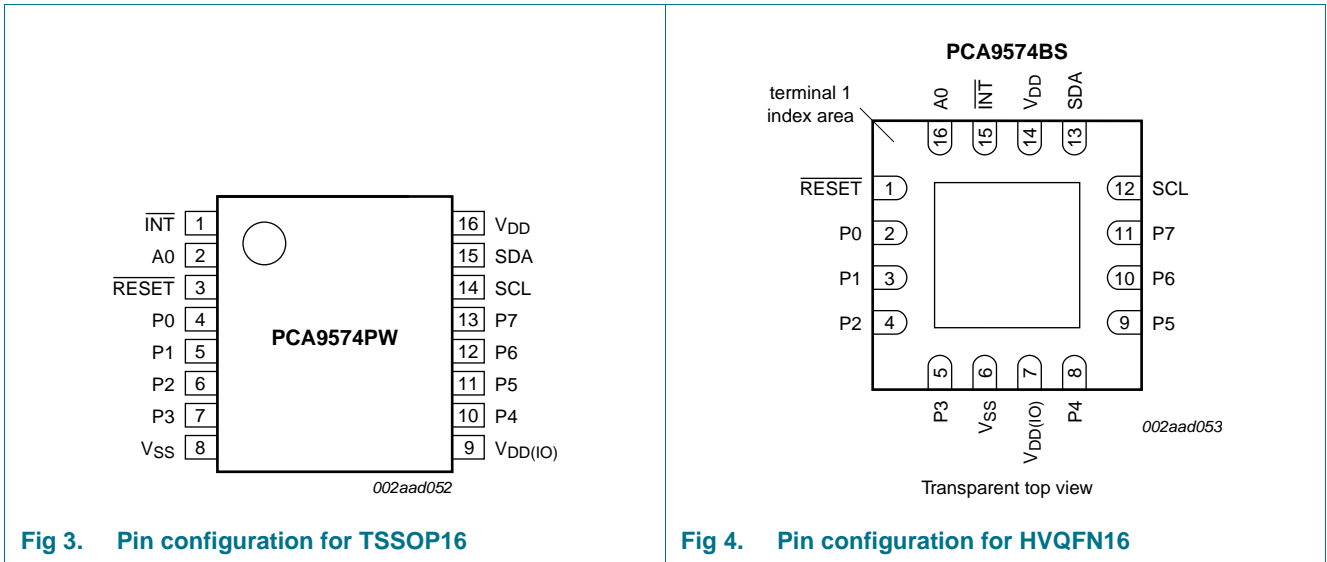 INT 1
A0 2
RESET 3
P0 4
P1 5
P2 6
P3 7
VSS 8
PCA9574PW
16 VDD
15 SDA
14 SCL
13 P7
12 P6
11 P5
10 P4
9 VDD(IO)
002aad052
Fig 3. Pin configuration for TSSOP16
PCA9574BS
terminal 1
index area
A0 INT VDD SDA
16 15 14 13
RESET 1
P0 2
P1 3
P2 4
12 SCL
11 P7
10 P6
9 P5
5 6 7 8
P3 VSS VDD(IO) P4
002aad053
Transparent top view
Fig 4. Pin configuration for HVQFN16